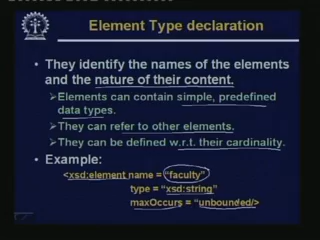 Element Type declaration
• They identify the names of the elements
and the nature of their content.
➢Elements can contain simple, predefined
data types.
➢They can refer to other elements.
➢They can be defined w.r.t. their cardinality.
• Example:
<xsd:element name = "faculty"
type = "xsd:string"
maxOccurs = "unbounded/>